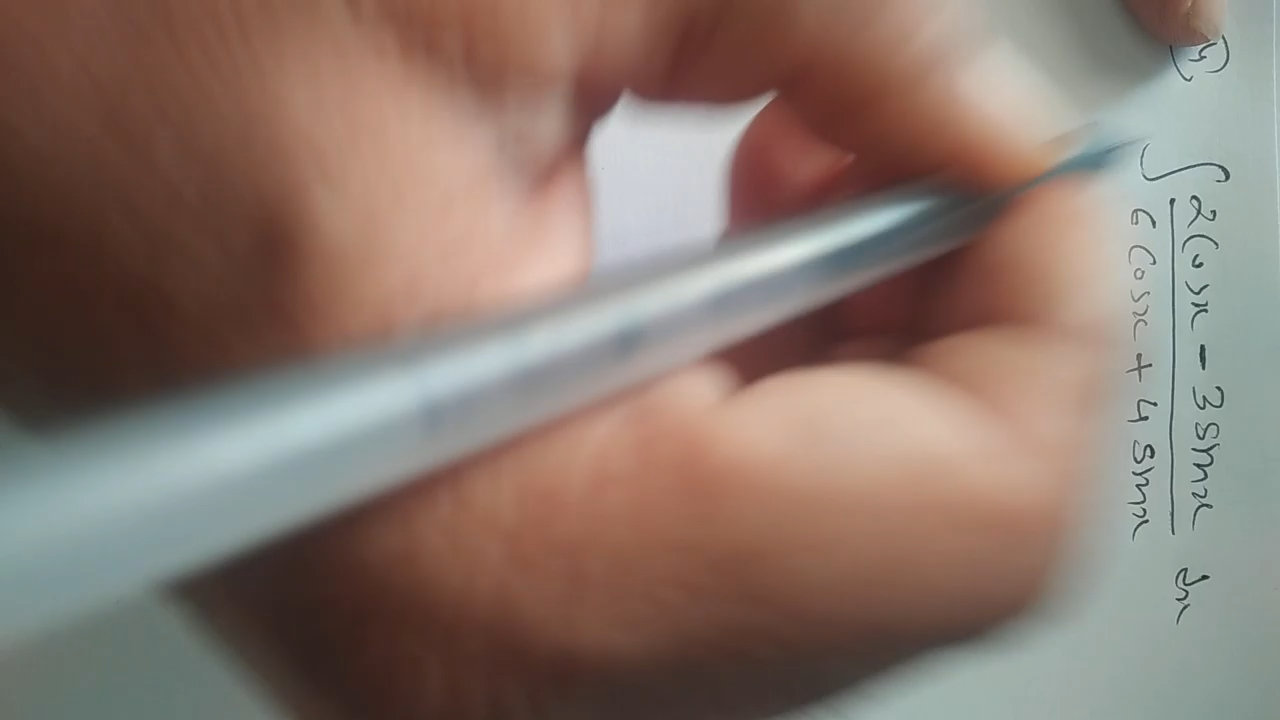 4)
∫ 2Cosx - 3Sinx dx
6Cosx + 4Sinx